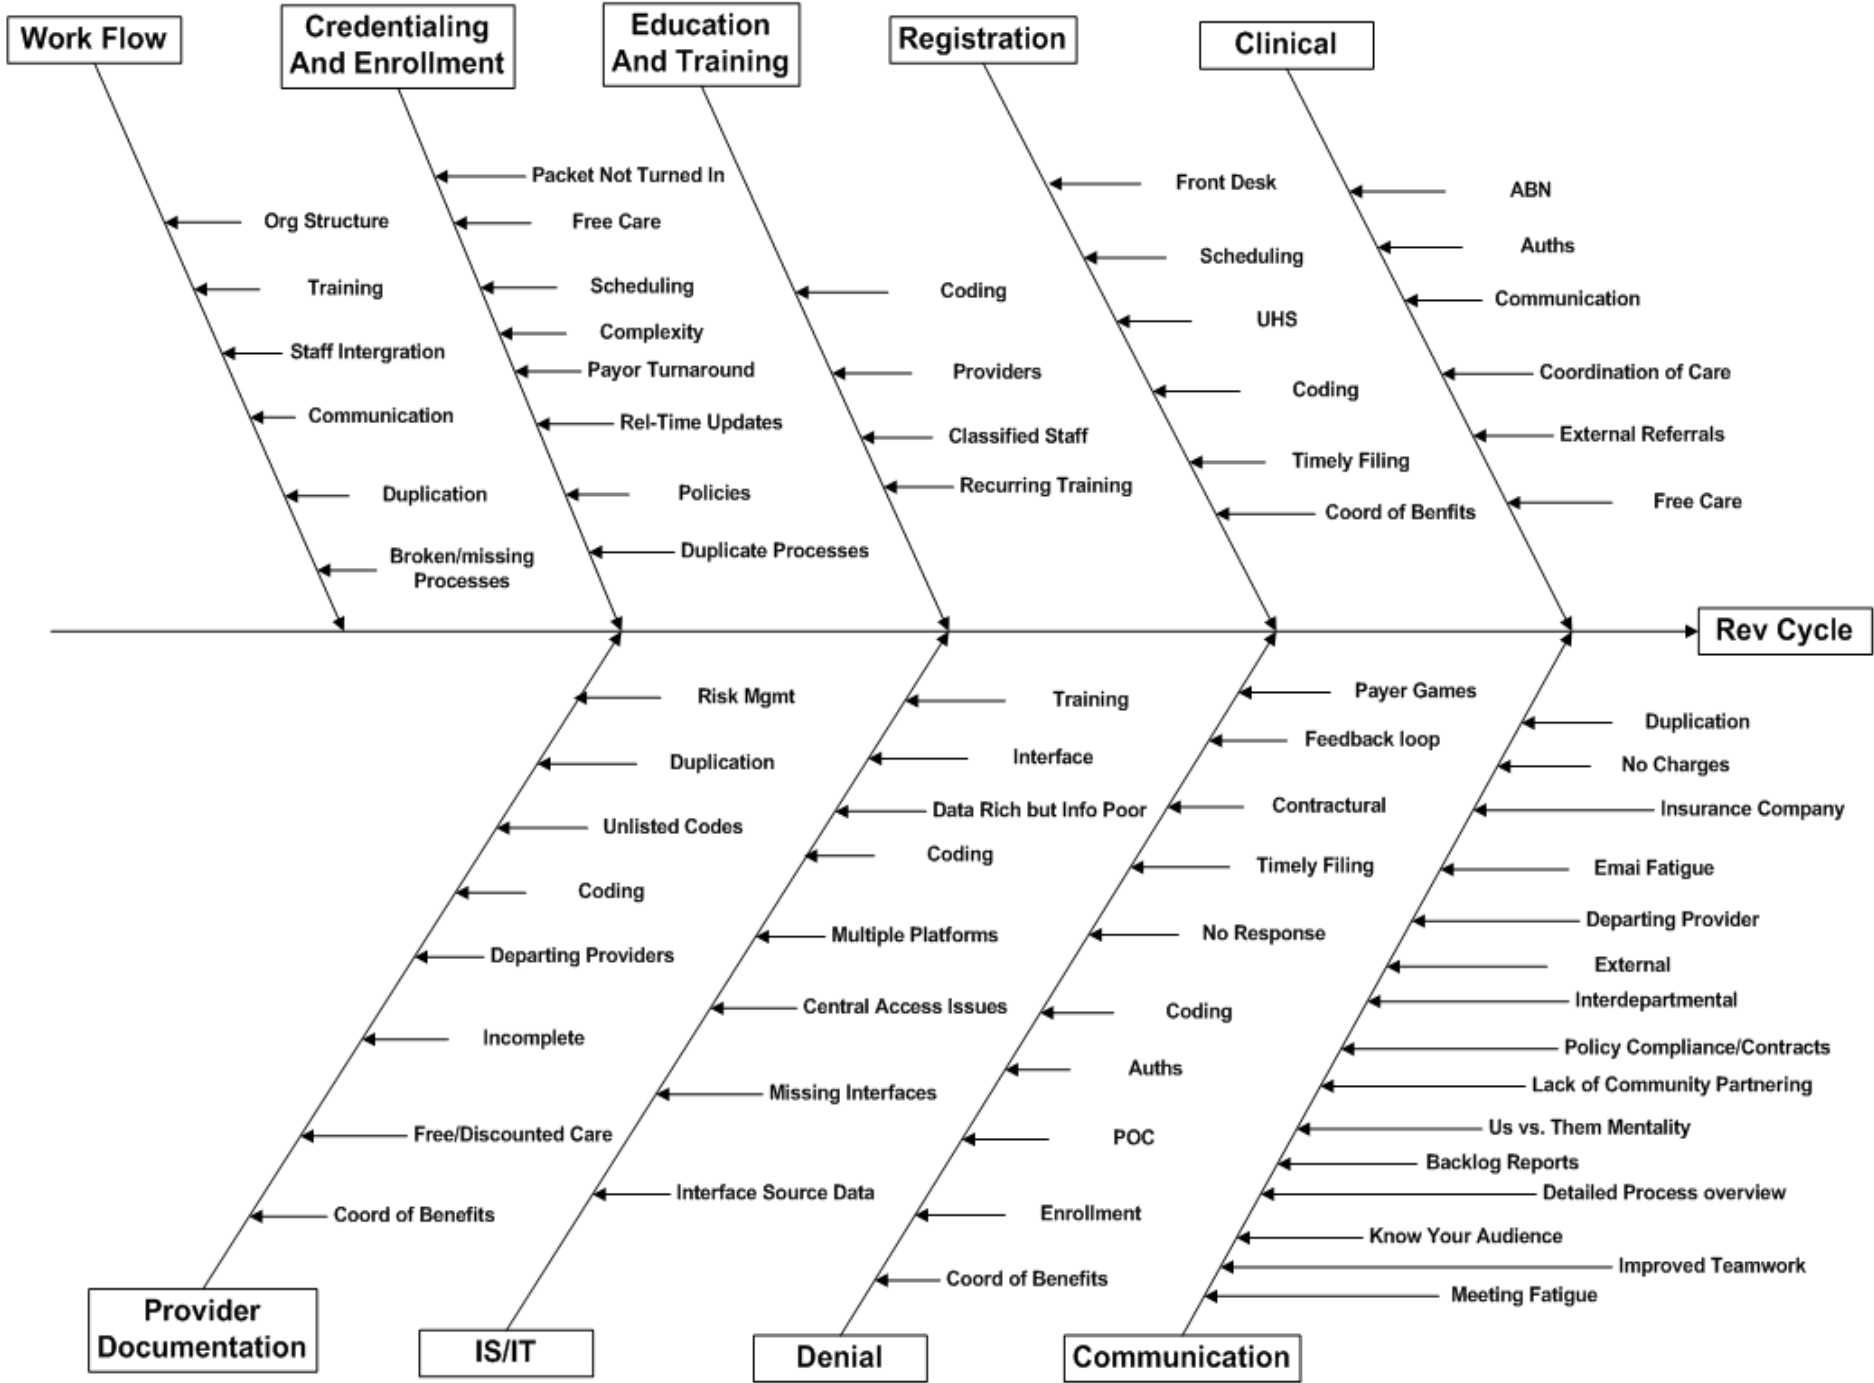 Work Flow
Credentialing
And Enrollment
Education
And Training
Registration
Clinical
Org Structure
Training
Staff Intergration
Communication
Duplication
Broken/missing
Processes
Packet Not Turned In
Free Care
Scheduling
Complexity
Payor Turnaround
Rel-Time Updates
Policies
Duplicate Processes
Coding
Providers
Classified Staff
Recurring Training
Front Desk
Scheduling
UHS
Coding
Timely Filing
Coord of Benfits
ABN
Auths
Communication
Coordination of Care
External Referrals
Free Care
Rev Cycle
Risk Mgmt
Duplication
Unlisted Codes
Coding
Departing Providers
Incomplete
Free/Discounted Care
Coord of Benefits
Provider
Documentation
Training
Interface
Data Rich but Info Poor
Coding
Multiple Platforms
Central Access Issues
Missing Interfaces
Interface Source Data
IS/IT
Payer Games
Feedback loop
Contractural
Timely Filing
No Response
Coding
Auths
POC
Enrollment
Coord of Benefits
Denial
Duplication
No Charges
Insurance Company
Emai Fatigue
Departing Provider
External
Interdepartmental
Policy Compliance/Contracts
Lack of Community Partnering
Us vs. Them Mentality
Backlog Reports
Detailed Process overview
Know Your Audience
Improved Teamwork
Meeting Fatigue
Communication